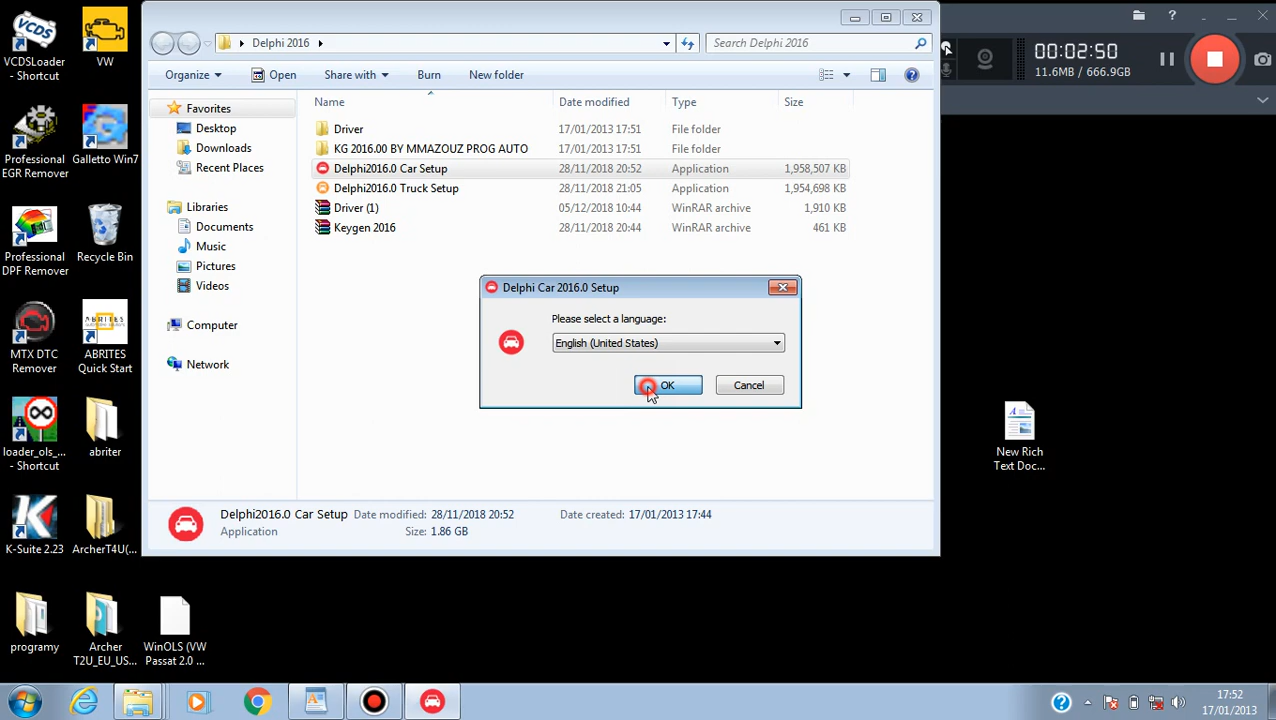 VCDS
VCDSLoader
- Shortcut
VW
Professional
EGR Remover
Galletto Win7
Professional
DPF Remover
Recycle Bin
MTX DTC
Remover
ABRITES
ABRITES
Quick Start
loader_ols_...
- Shortcut
abriter
K-Suite 2.23
ArcherT4U(...
programy
Archer
T2U_EU_US...
WinOLS (VW
Passat 2.0 ...
Delphi 2016
Search Delphi 2016
Organize
Open
Share with
Burn
New folder
Favorites
Desktop
Downloads
Recent Places
Libraries
Documents
Music
Pictures
Videos
Computer
Network
Name Date modified Type Size
Driver 17/01/2013 17:51 File folder
KG 2016.00 BY MMAZOUZ PROG AUTO 17/01/2013 17:51 File folder
Delphi2016.0 Car Setup 28/11/2018 20:52 Application 1,958,507 KB
Delphi2016.0 Truck Setup 28/11/2018 21:05 Application 1,954,698 KB
Driver (1) 05/12/2018 10:44 WinRAR archive 1,910 KB
Keygen 2016 28/11/2018 20:44 WinRAR archive 461 KB
Delphi Car 2016.0 Setup
Please select a language:
English (United States)
OK
Cancel
Delphi2016.0 Car Setup Date modified: 28/11/2018 20:52 Date created: 17/01/2013 17:44
Application Size: 1.86 GB
00:02:50
11.6MB / 666.9GB
New Rich
Text Doc...
17:52
17/01/2013